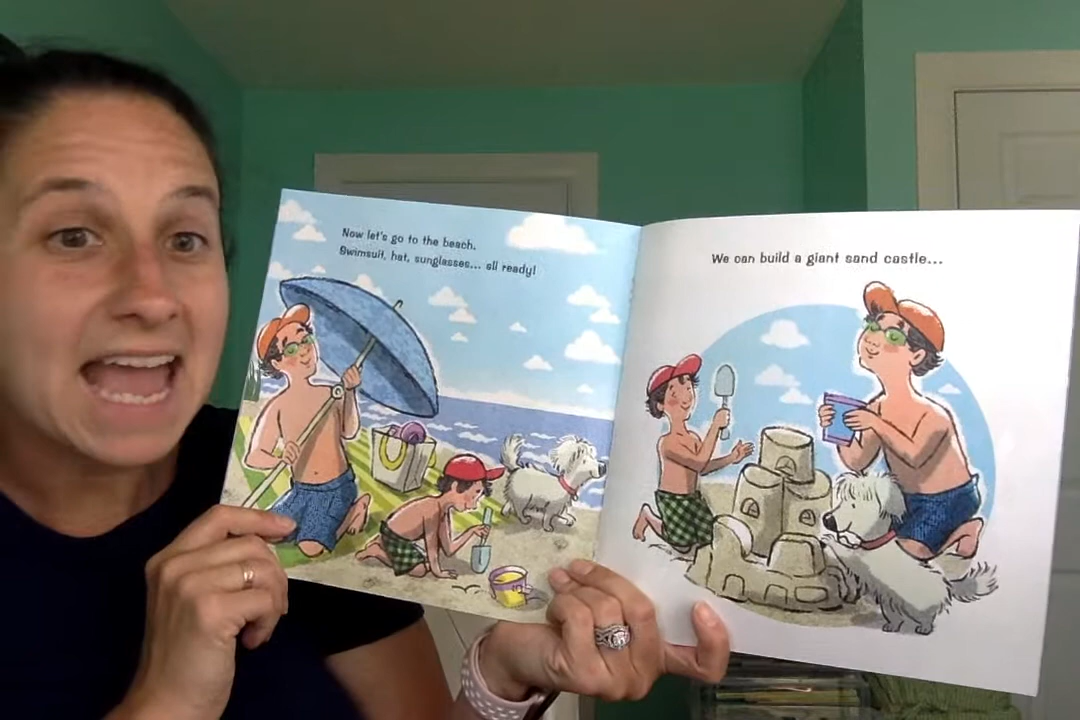 Now let's go to the beach.
Swimsuit, hat, sunglasses... all ready!
We can build a giant sand castle...